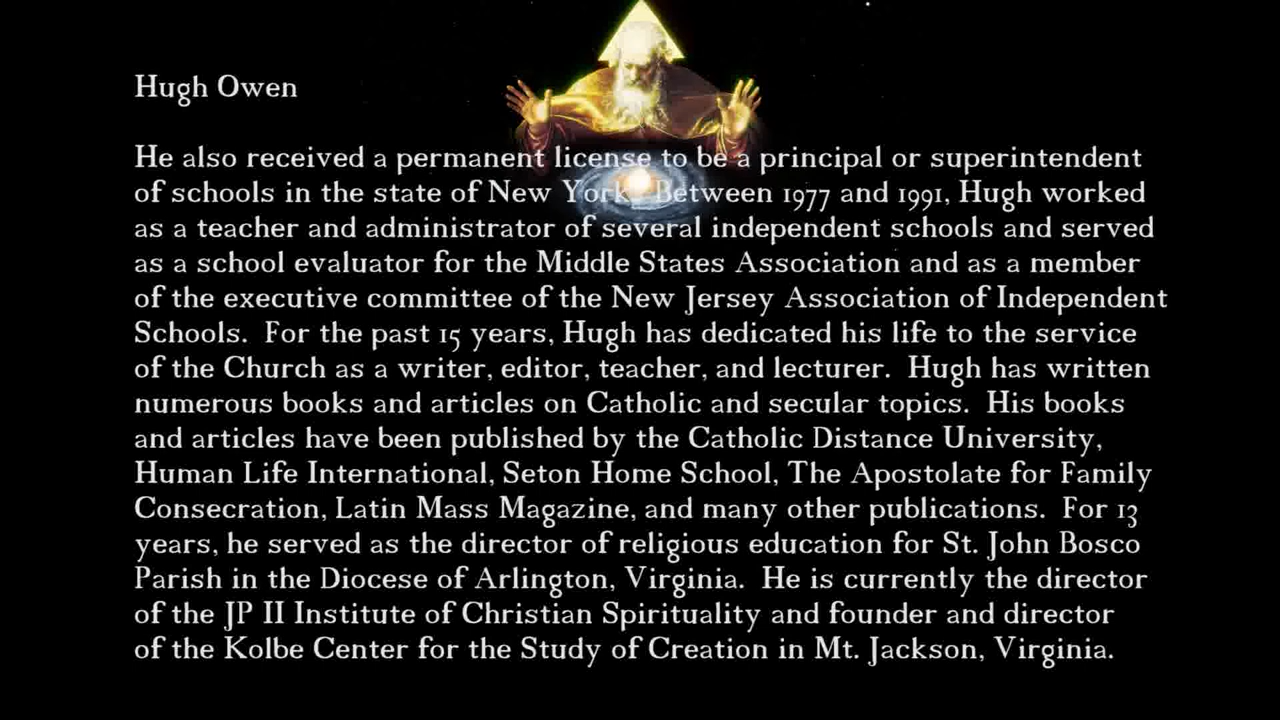 Hugh Owen
He also received a permanent license to be a principal or superintendent
of schools in the state of New York. Between 1977 and 1991, Hugh worked
as a teacher and administrator of several independent schools and served
as a school evaluator for the Middle States Association and as a member
of the executive committee of the New Jersey Association of Independent
Schools.  For the past 15 years, Hugh has dedicated his life to the service
of the Church as a writer, editor, teacher, and lecturer.  Hugh has written
numerous books and articles on Catholic and secular topics.  His books
and articles have been published by the Catholic Distance University,
Human Life International, Seton Home School, The Apostolate for Family
Consecration, Latin Mass Magazine, and many other publications.  For 13
years, he served as the director of religious education for St. John Bosco
Parish in the Diocese of Arlington, Virginia.  He is currently the director
of the JP II Institute of Christian Spirituality and founder and director
of the Kolbe Center for the Study of Creation in Mt. Jackson, Virginia.